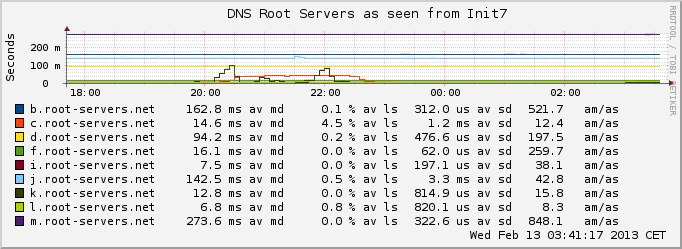 DNS Root Servers as seen from Init7
RRDTOOL / TOBI OETIKER
Seconds
200 m
100 m
0
18:00 20:00 22:00 00:00 02:00
b.root-servers.net 162.8 ms av md 0.1 % av ls 312.0 us av sd 521.7 am/as
c.root-servers.net 14.6 ms av md 4.5 % av ls 1.2 ms av sd 12.4 am/as
d.root-servers.net 94.2 ms av md 0.2 % av ls 476.6 us av sd 197.5 am/as
f.root-servers.net 16.1 ms av md 0.0 % av ls 62.0 us av sd 259.7 am/as
i.root-servers.net 7.5 ms av md 0.0 % av ls 197.1 us av sd 38.1 am/as
j.root-servers.net 142.5 ms av md 0.5 % av ls 3.3 ms av sd 42.8 am/as
k.root-servers.net 12.8 ms av md 0.0 % av ls 814.9 us av sd 15.8 am/as
l.root-servers.net 6.8 ms av md 0.8 % av ls 820.1 us av sd 8.3 am/as
m.root-servers.net 273.6 ms av md 0.0 % av ls 322.6 us av sd 848.1 am/as
Wed Feb 13 03:41:17 2013 CET